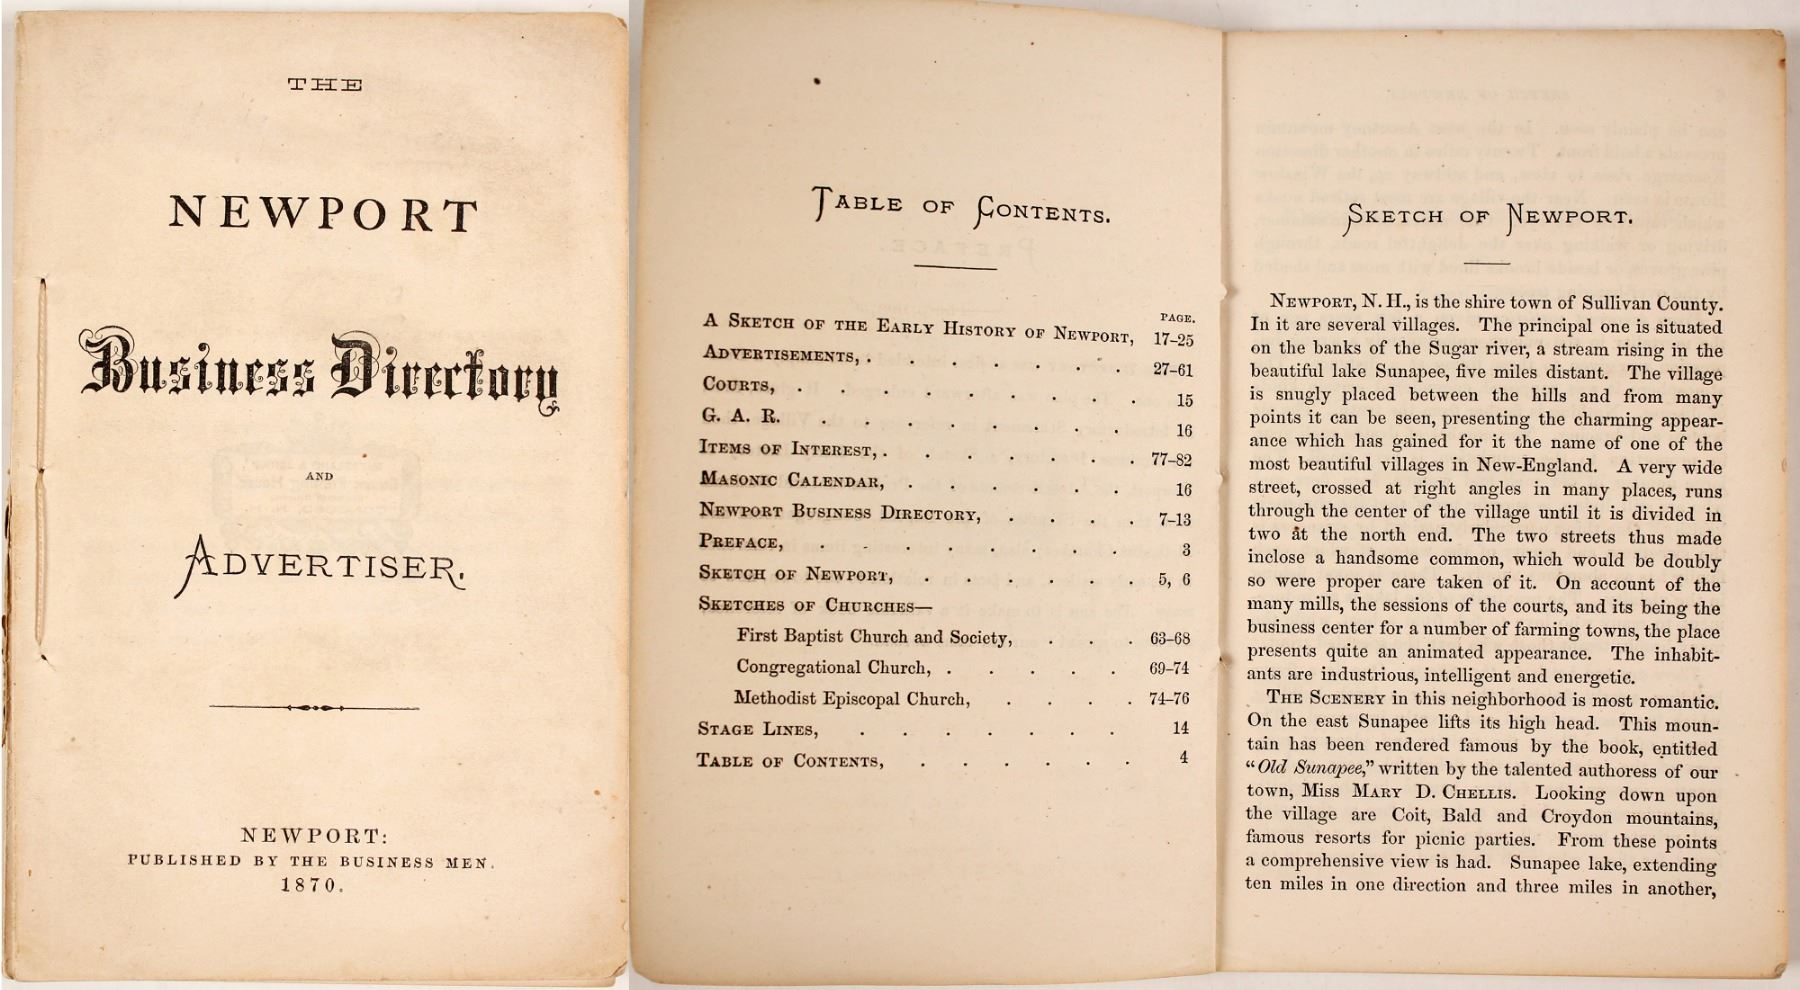 THE
NEWPORT
Business Directory
AND
ADVERTISER.
NEWPORT:
PUBLISHED BY THE BUSINESS MEN.
1870.
TABLE OF CONTENTS.
PAGE.
A SKETCH OF THE EARLY HISTORY OF NEWPORT, 17–25
ADVERTISEMENTS, . . . . . . . 27–61
COURTS, . . . . . . . . . 15
G. A. R. . . . . . . . . 16
ITEMS OF INTEREST, . . . . . . . 77–82
MASONIC CALENDAR, . . . . . . 16
NEWPORT BUSINESS DIRECTORY, . . . . 7–13
PREFACE, . . . . . . . . 3
SKETCH OF NEWPORT, . . . . . . 5, 6
SKETCHES OF CHURCHES—
First Baptist Church and Society, . . . 63–68
Congregational Church, . . . . . 69–74
Methodist Episcopal Church, . . . . 74–76
STAGE LINES, . . . . . . . 14
TABLE OF CONTENTS, . . . . . . 4
SKETCH OF NEWPORT.
NEWPORT, N. H., is the shire town of Sullivan County.
In it are several villages. The principal one is situated
on the banks of the Sugar river, a stream rising in the
beautiful lake Sunapee, five miles distant. The village
is snugly placed between the hills and from many
points it can be seen, presenting the charming appear-
ance which has gained for it the name of one of the
most beautiful villages in New-England. A very wide
street, crossed at right angles in many places, runs
through the center of the village until it is divided in
two at the north end. The two streets thus made
inclose a handsome common, which would be doubly
so were proper care taken of it. On account of the
many mills, the sessions of the courts, and its being the
business center for a number of farming towns, the place
presents quite an animated appearance. The inhabit-
ants are industrious, intelligent and energetic.
THE SCENERY in this neighborhood is most romantic.
On the east Sunapee lifts its high head. This moun-
tain has been rendered famous by the book, entitled
"Old Sunapee," written by the talented authoress of our
town, Miss MARY D. CHELLIS. Looking down upon
the village are Coit, Bald and Croydon mountains,
famous resorts for picnic parties. From these points
a comprehensive view is had. Sunapee lake, extending
ten miles in one direction and three miles in another,